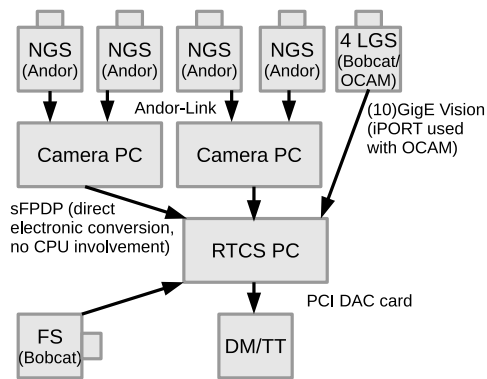 NGS
(Andor)
NGS
(Andor)
NGS
(Andor)
NGS
(Andor)
4 LGS
(Bobcat/
OCAM)
Andor-Link
(10)GigE Vision
(iPORT used
with OCAM)
Camera PC
Camera PC
sFPDP (direct
electronic conversion,
no CPU involvement)
RTCS PC
PCI DAC card
FS
(Bobcat)
DM/TT